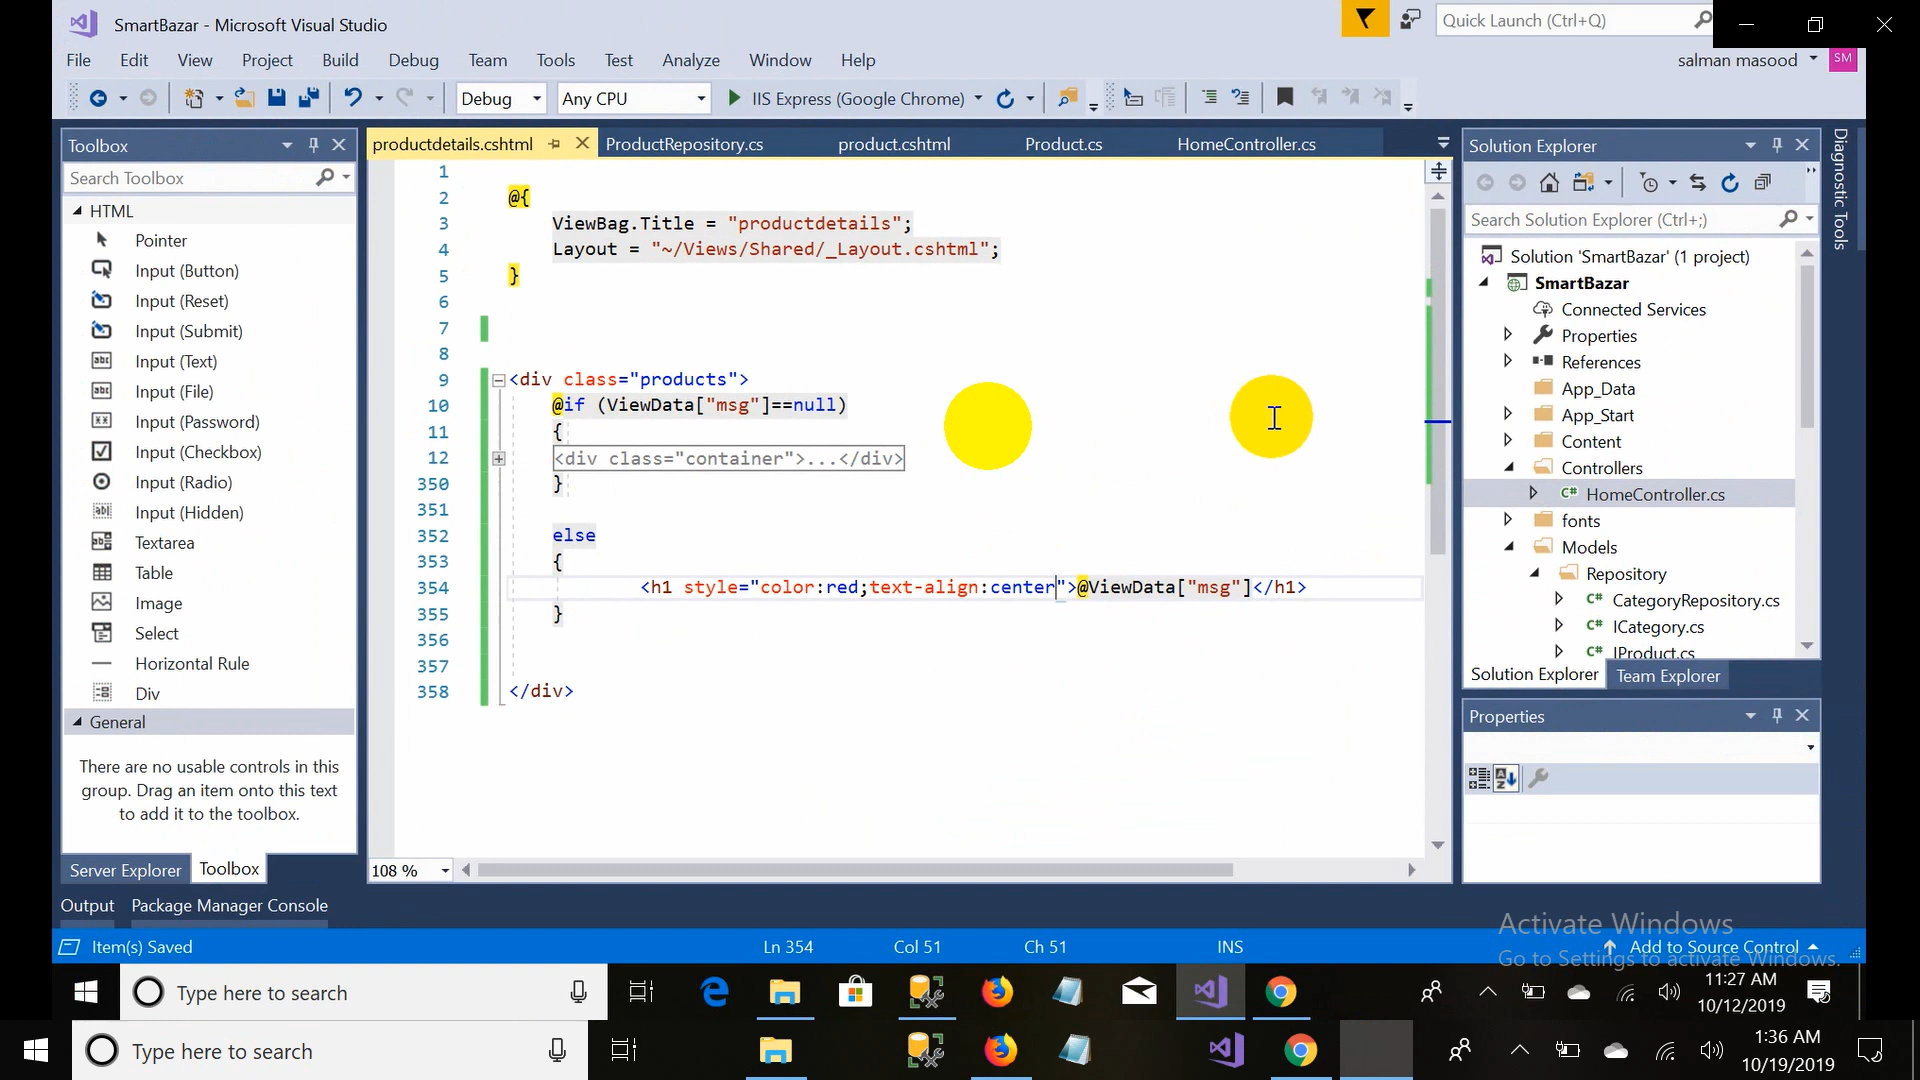 SmartBazar - Microsoft Visual Studio
Quick Launch (Ctrl+Q)
File Edit View Project Build Debug Team Tools Test Analyze Window Help
salman masood
SM
Debug Any CPU IIS Express (Google Chrome)
Toolbox
Search Toolbox
HTML
Pointer
Input (Button)
Input (Reset)
Input (Submit)
Input (Text)
Input (File)
Input (Password)
Input (Checkbox)
Input (Radio)
Input (Hidden)
Textarea
Table
Image
Select
Horizontal Rule
Div
General
There are no usable controls in this
group. Drag an item onto this text
to add it to the toolbox.
Server Explorer Toolbox
productdetails.cshtml ProductRepository.cs product.cshtml Product.cs HomeController.cs
1
2 @{
3 ViewBag.Title = "productdetails";
4 Layout = "~/Views/Shared/_Layout.cshtml";
5 }
6
7
8
9 <div class="products">
10 @if (ViewData["msg"]==null)
11 {
12 <div class="container">...</div>
350 }
351
352 else
353 {
354 <h1 style="color:red;text-align:center">@ViewData["msg"]</h1>
355 }
356
357
358 </div>
108 %
Solution Explorer
Search Solution Explorer (Ctrl+;)
Solution 'SmartBazar' (1 project)
SmartBazar
Connected Services
Properties
References
App_Data
App_Start
Content
Controllers
C# HomeController.cs
fonts
Models
Repository
C# CategoryRepository.cs
C# ICategory.cs
C# IProduct.cs
Solution Explorer Team Explorer
Properties
Diagnostic Tools
Output Package Manager Console
Item(s) Saved Ln 354 Col 51 Ch 51 INS Add to Source Control
Activate Windows
Go to Settings to activate Windows.
Type here to search
11:27 AM
10/12/2019
Type here to search
1:36 AM
10/19/2019